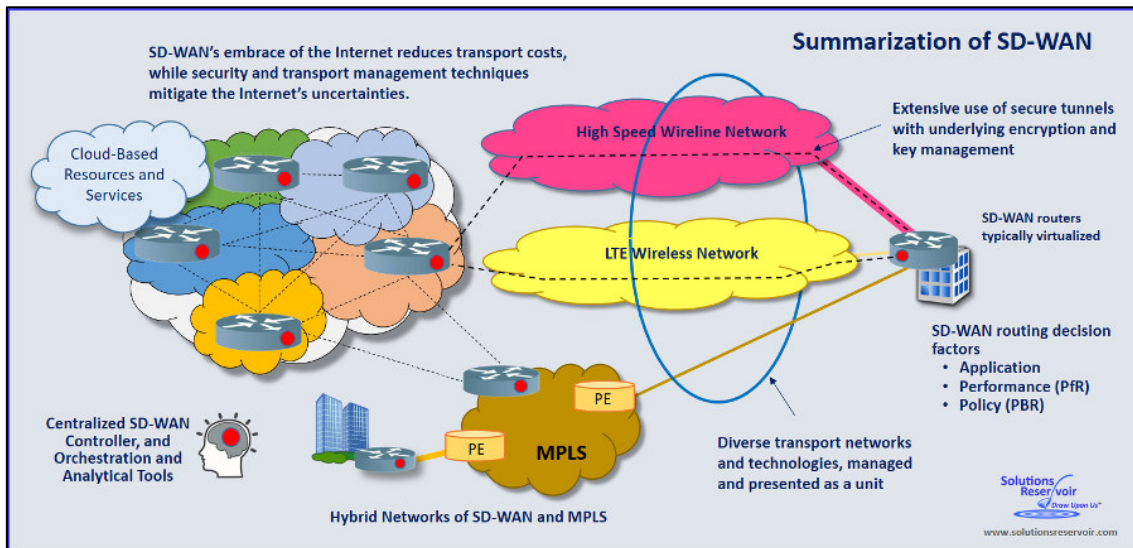 Summarization of SD-WAN
SD-WAN's embrace of the Internet reduces transport costs,
while security and transport management techniques
mitigate the Internet's uncertainties.
Cloud-Based
Resources and
Services
High Speed Wireline Network
Extensive use of secure tunnels
with underlying encryption and
key management
LTE Wireless Network
SD-WAN routers
typically virtualized
SD-WAN routing decision
factors
• Application
• Performance (PfR)
• Policy (PBR)
PE
PE
MPLS
Centralized SD-WAN
Controller, and
Orchestration and
Analytical Tools
Diverse transport networks
and technologies, managed
and presented as a unit
Hybrid Networks of SD-WAN and MPLS
Solutions
Reservoir
Draw Upon Us™
www.solutionsreservoir.com